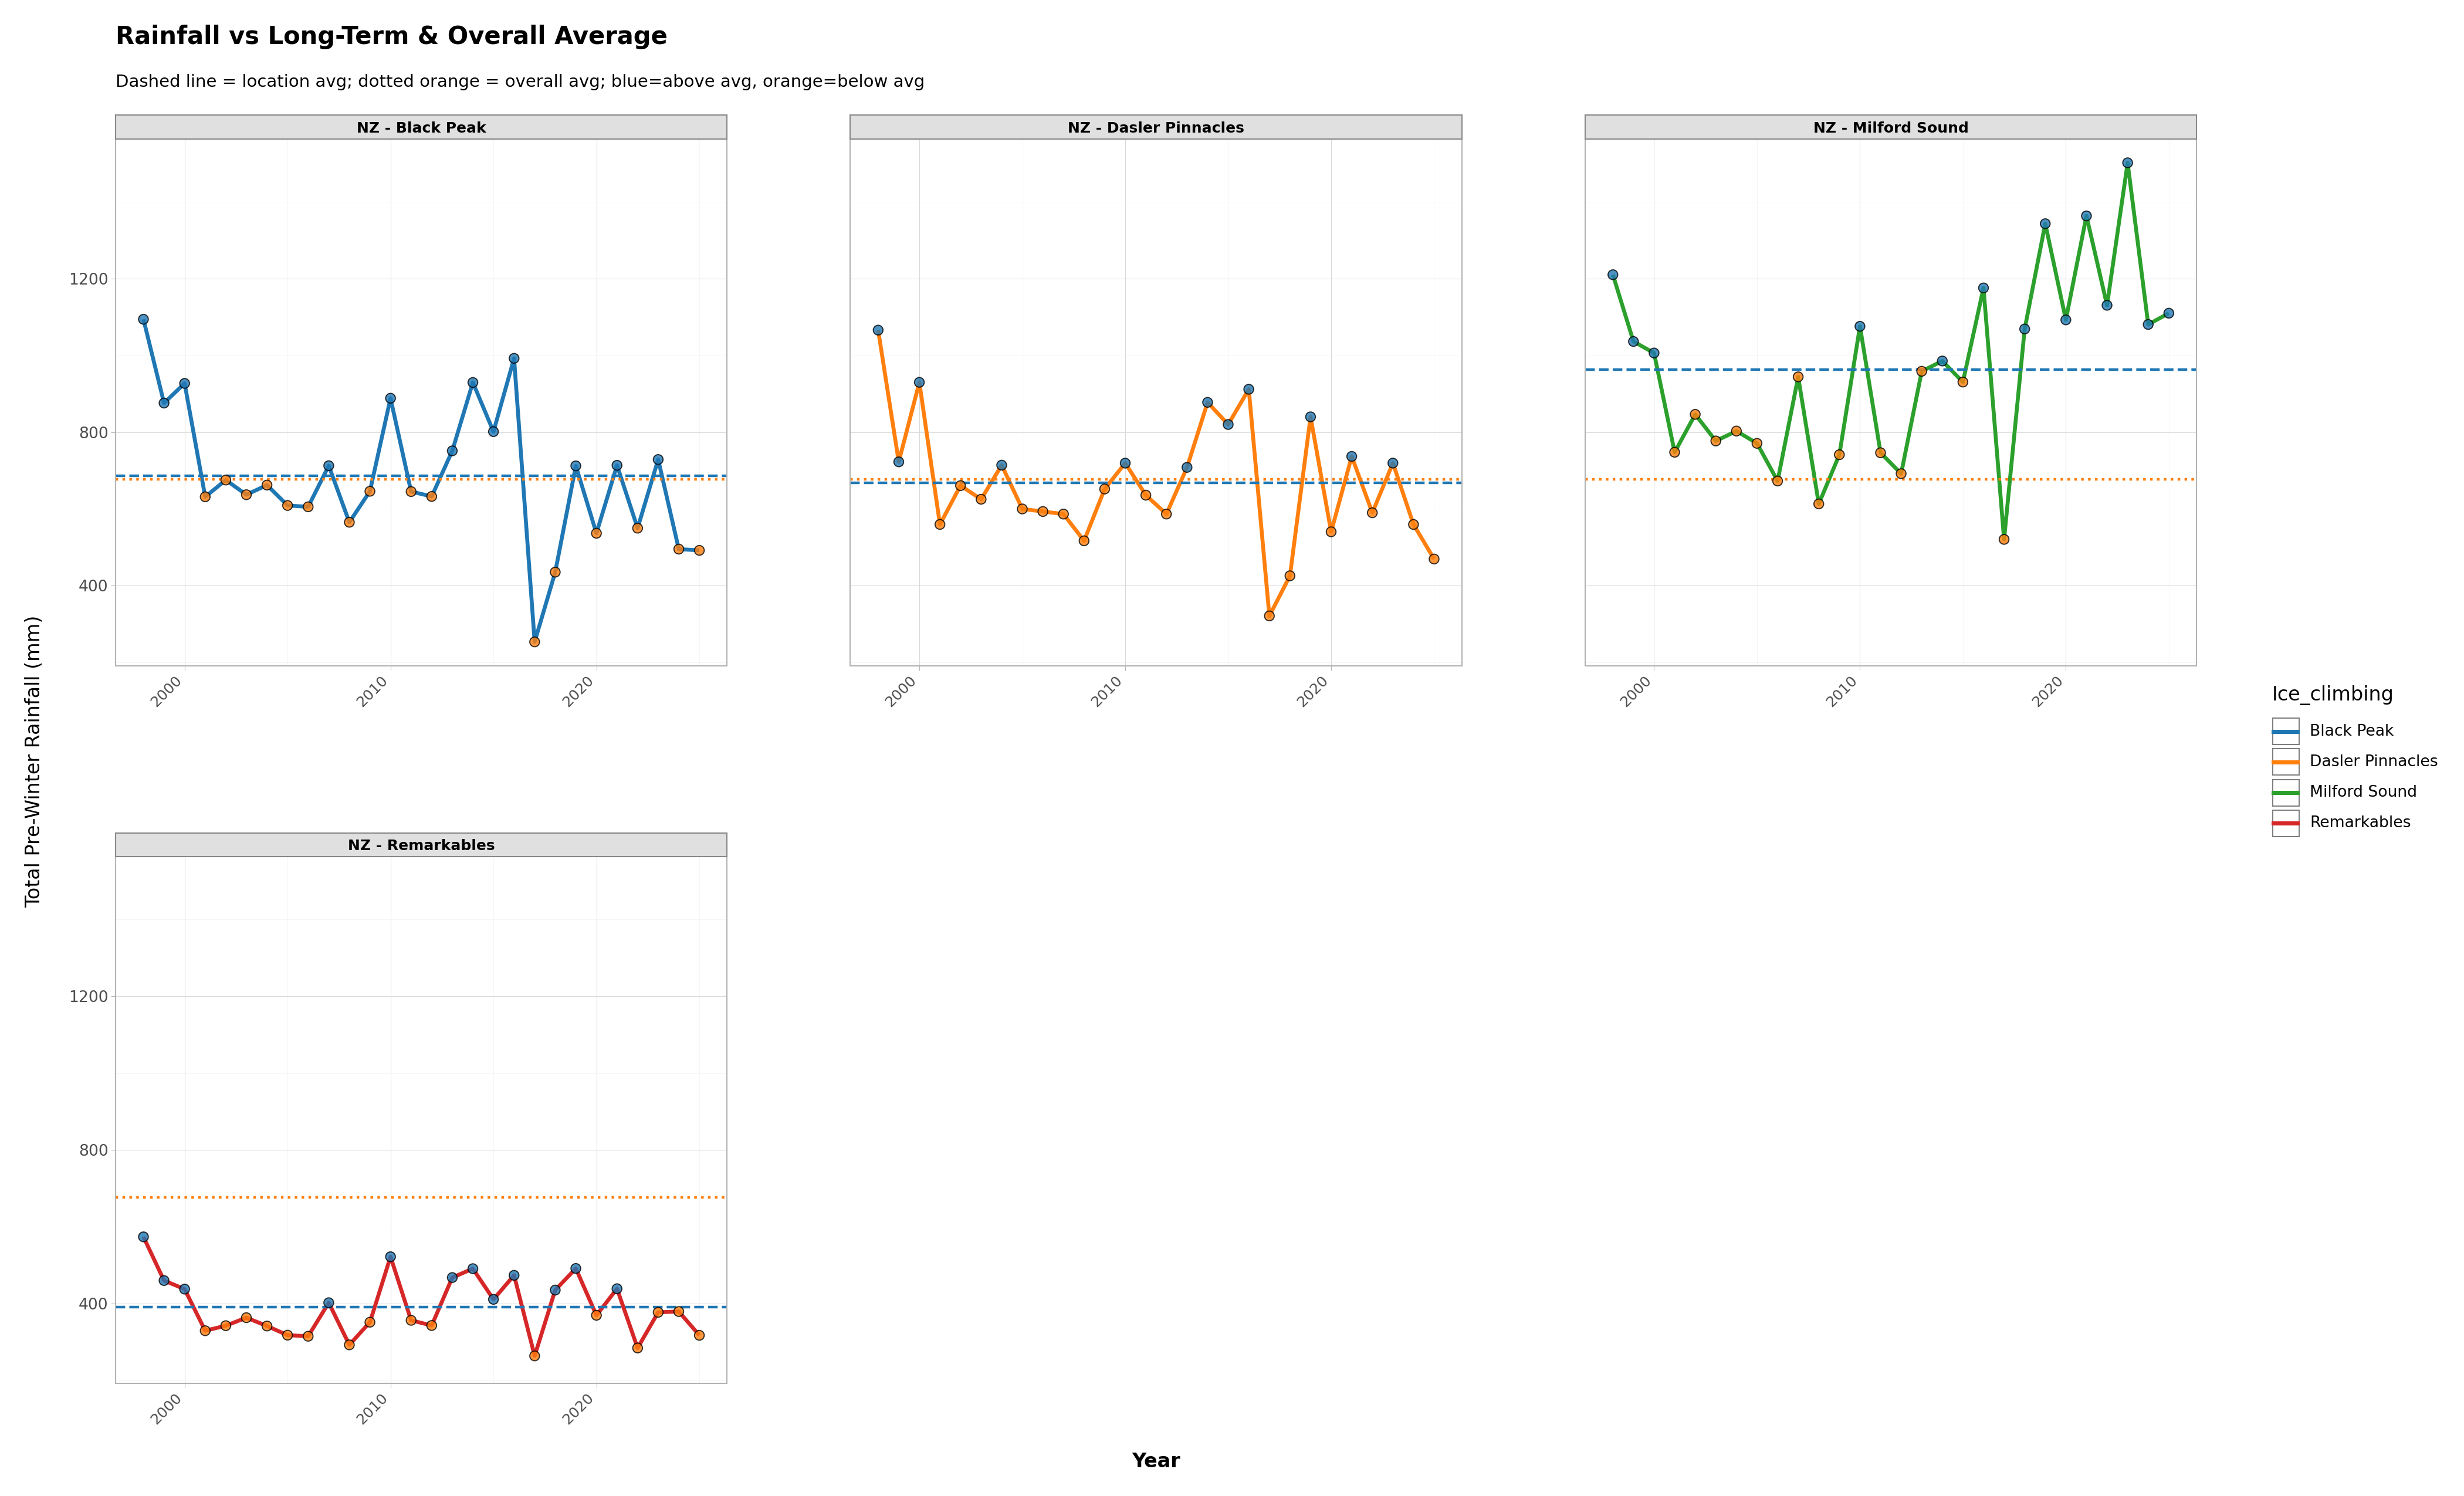 Rainfall vs Long-Term & Overall Average
Dashed line = location avg; dotted orange = overall avg; blue=above avg, orange=below avg
NZ - Black Peak
NZ - Dasler Pinnacles
NZ - Milford Sound
1200
800
400
2000
2010
2020
2000
2010
2020
2000
2010
2020
Total Pre-Winter Rainfall (mm)
Ice_climbing
Black Peak
Dasler Pinnacles
Milford Sound
Remarkables
NZ - Remarkables
1200
800
400
2000
2010
2020
Year